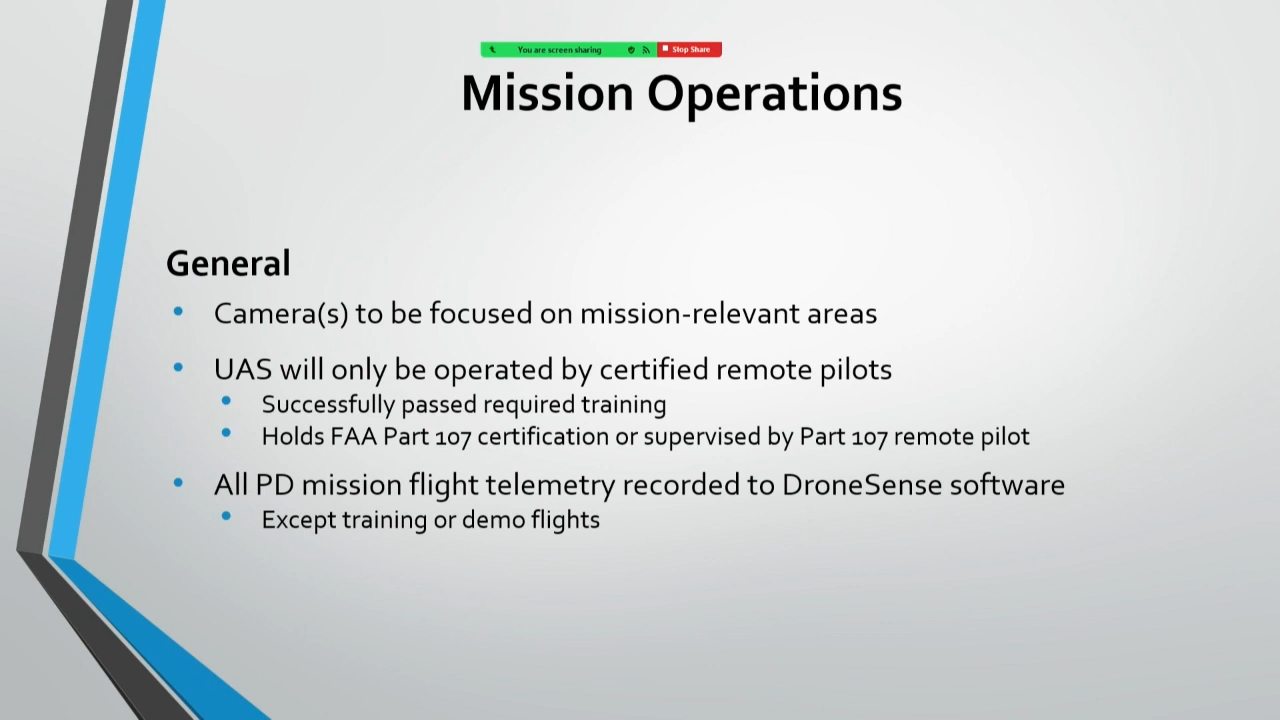 You are screen sharing Stop Share
Mission Operations
General
Camera(s) to be focused on mission-relevant areas
UAS will only be operated by certified remote pilots
Successfully passed required training
Holds FAA Part 107 certification or supervised by Part 107 remote pilot
All PD mission flight telemetry recorded to DroneSense software
Except training or demo flights